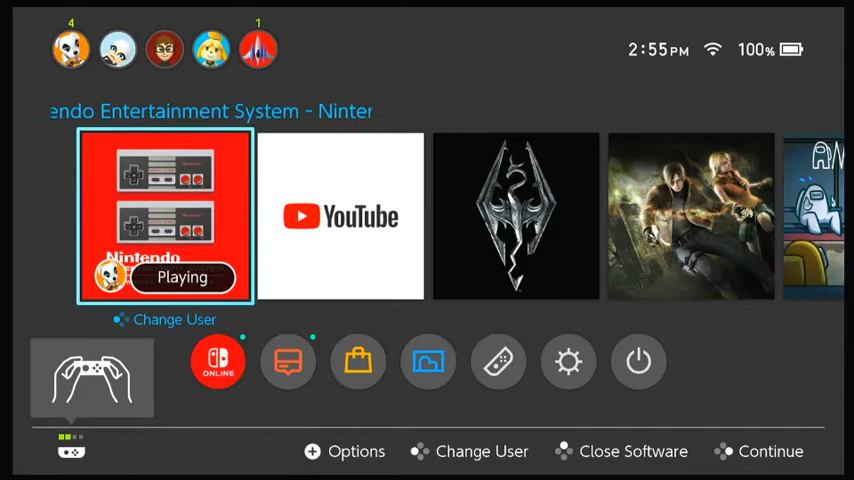 4
1
2:55PM
100%
endo Entertainment System - Ninter
Nintendo
Playing
YouTube
Change User
ONLINE
Options
Change User
Close Software
Continue